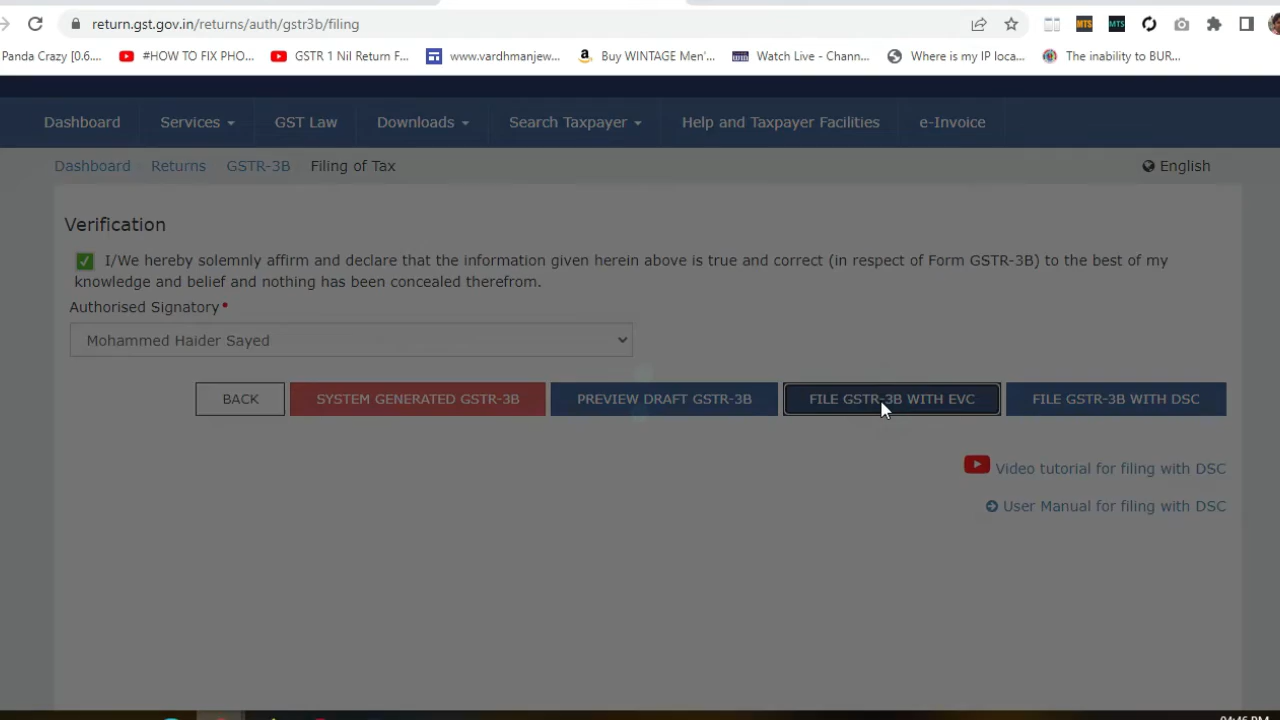 return.gst.gov.in/returns/auth/gstr3b/filing
MTS
MTS
Panda Crazy [0.6....
#HOW TO FIX PHO...
GSTR 1 Nil Return F...
www.vardhmanjew...
Buy WINTAGE Men'...
Watch Live - Chann...
Where is my IP loca...
The inability to BUR...
Dashboard
Services
GST Law
Downloads
Search Taxpayer
Help and Taxpayer Facilities
e-Invoice
Dashboard
Returns
GSTR-3B
Filing of Tax
English
Verification
I/We hereby solemnly affirm and declare that the information given herein above is true and correct (in respect of Form GSTR-3B) to the best of my
knowledge and belief and nothing has been concealed therefrom.
Authorised Signatory•
Mohammed Haider Sayed
BACK
SYSTEM GENERATED GSTR-3B
PREVIEW DRAFT GSTR-3B
FILE GSTR-3B WITH EVC
FILE GSTR-3B WITH DSC
Video tutorial for filing with DSC
User Manual for filing with DSC
04:46 PM